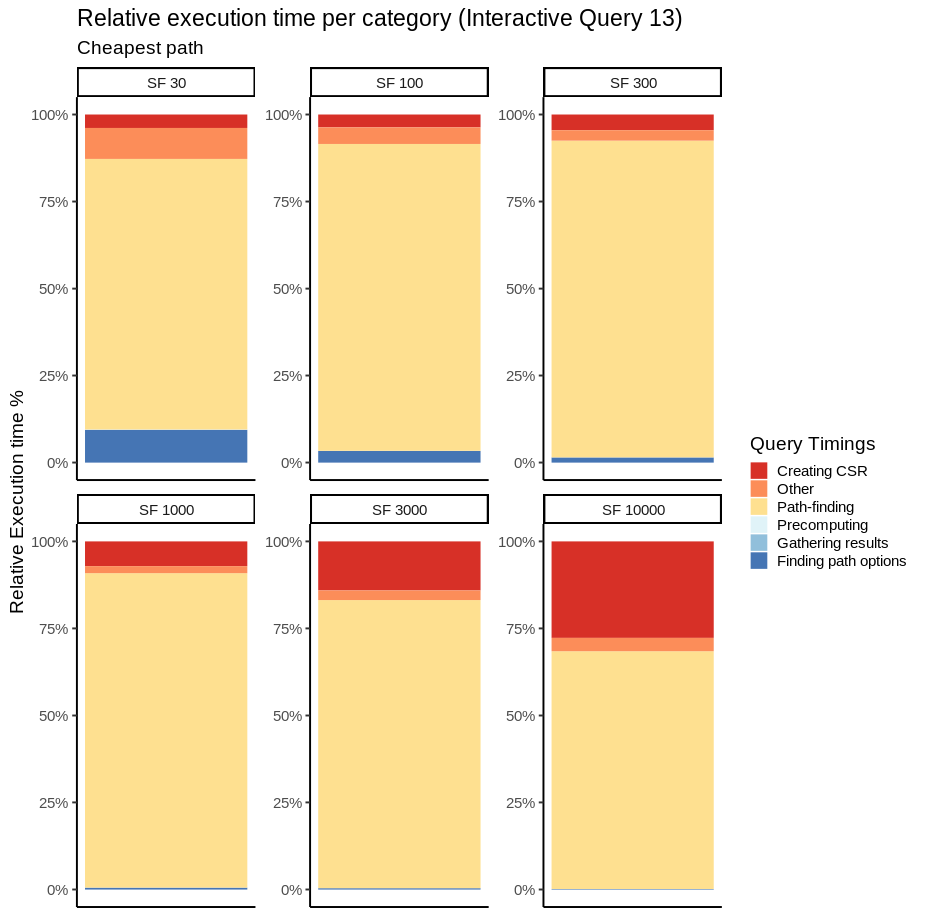 Relative execution time per category (Interactive Query 13)
Cheapest path
SF 30
SF 100
SF 300
100%
75%
50%
25%
0%
100%
75%
50%
25%
0%
100%
75%
50%
25%
0%
SF 1000
SF 3000
SF 10000
100%
75%
50%
25%
0%
100%
75%
50%
25%
0%
100%
75%
50%
25%
0%
Relative Execution time %
Query Timings
Creating CSR
Other
Path-finding
Precomputing
Gathering results
Finding path options